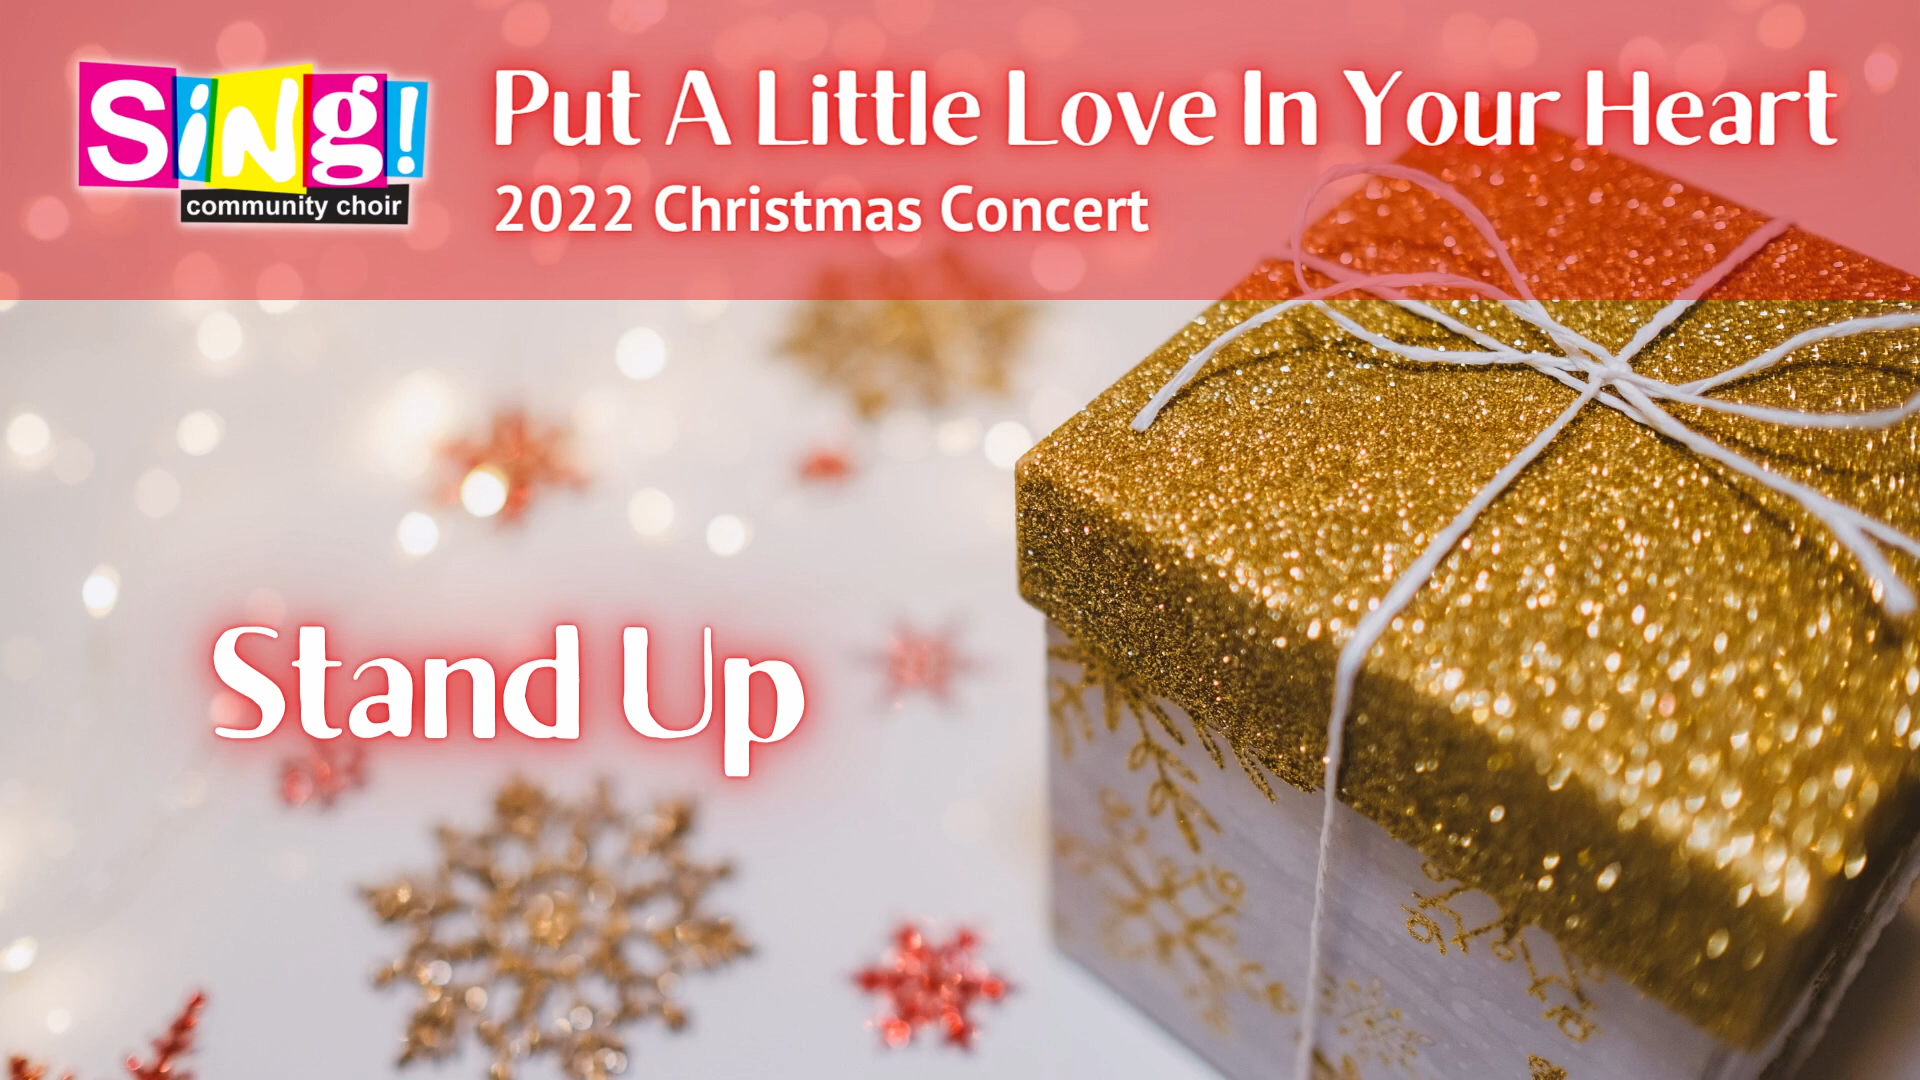 Sing!
community choir
Put A Little Love In Your Heart
2022 Christmas Concert
Stand Up